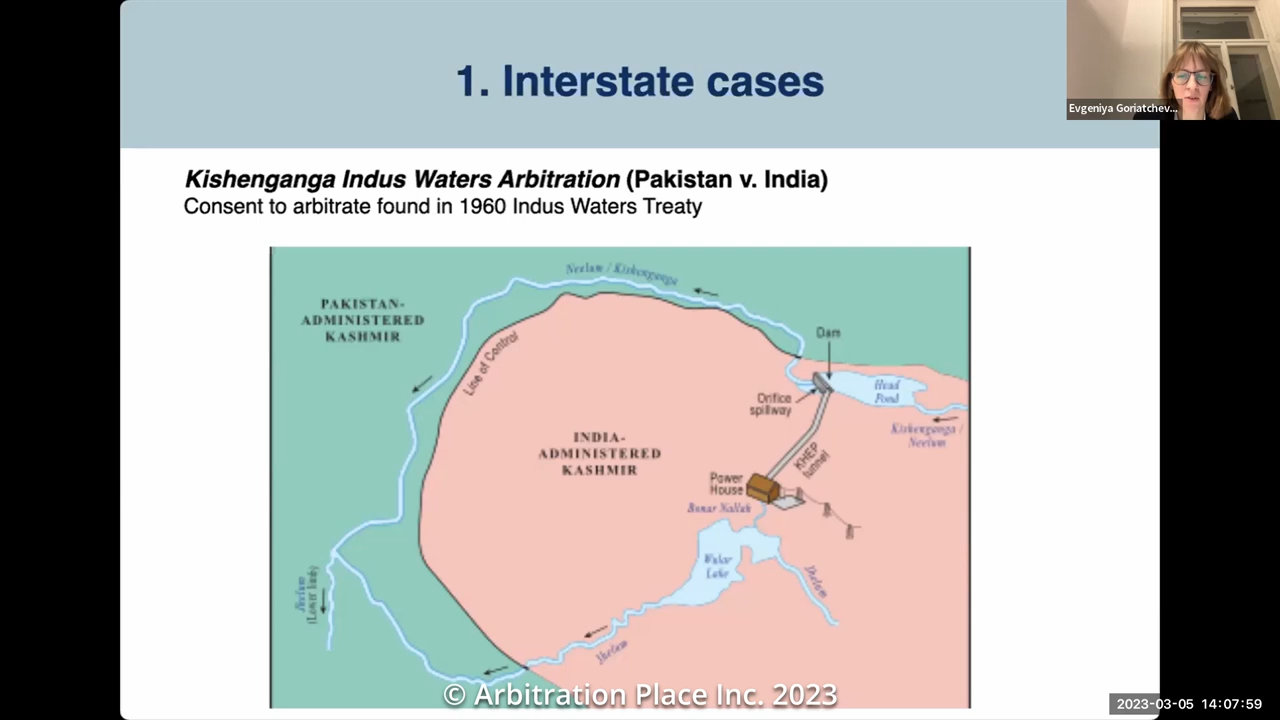 1. Interstate cases
Evgeniya Goriatchev...
Kishenganga Indus Waters Arbitration (Pakistan v. India)
Consent to arbitrate found in 1960 Indus Waters Treaty
Neelum / Kishenganga
PAKISTAN-
ADMINISTERED
KASHMIR
Line of Control
Dam
Head
Pond
Orifice
spillway
Kishenganga /
Neelum
INDIA-
ADMINISTERED
KASHMIR
KHEP
tunnel
Power
House
Bonar Nallah
Wular
Lake
Jhelum
Jhelum
(Lower limb)
Jhelum
© Arbitration Place Inc. 2023
2023-03-05 14:07:59